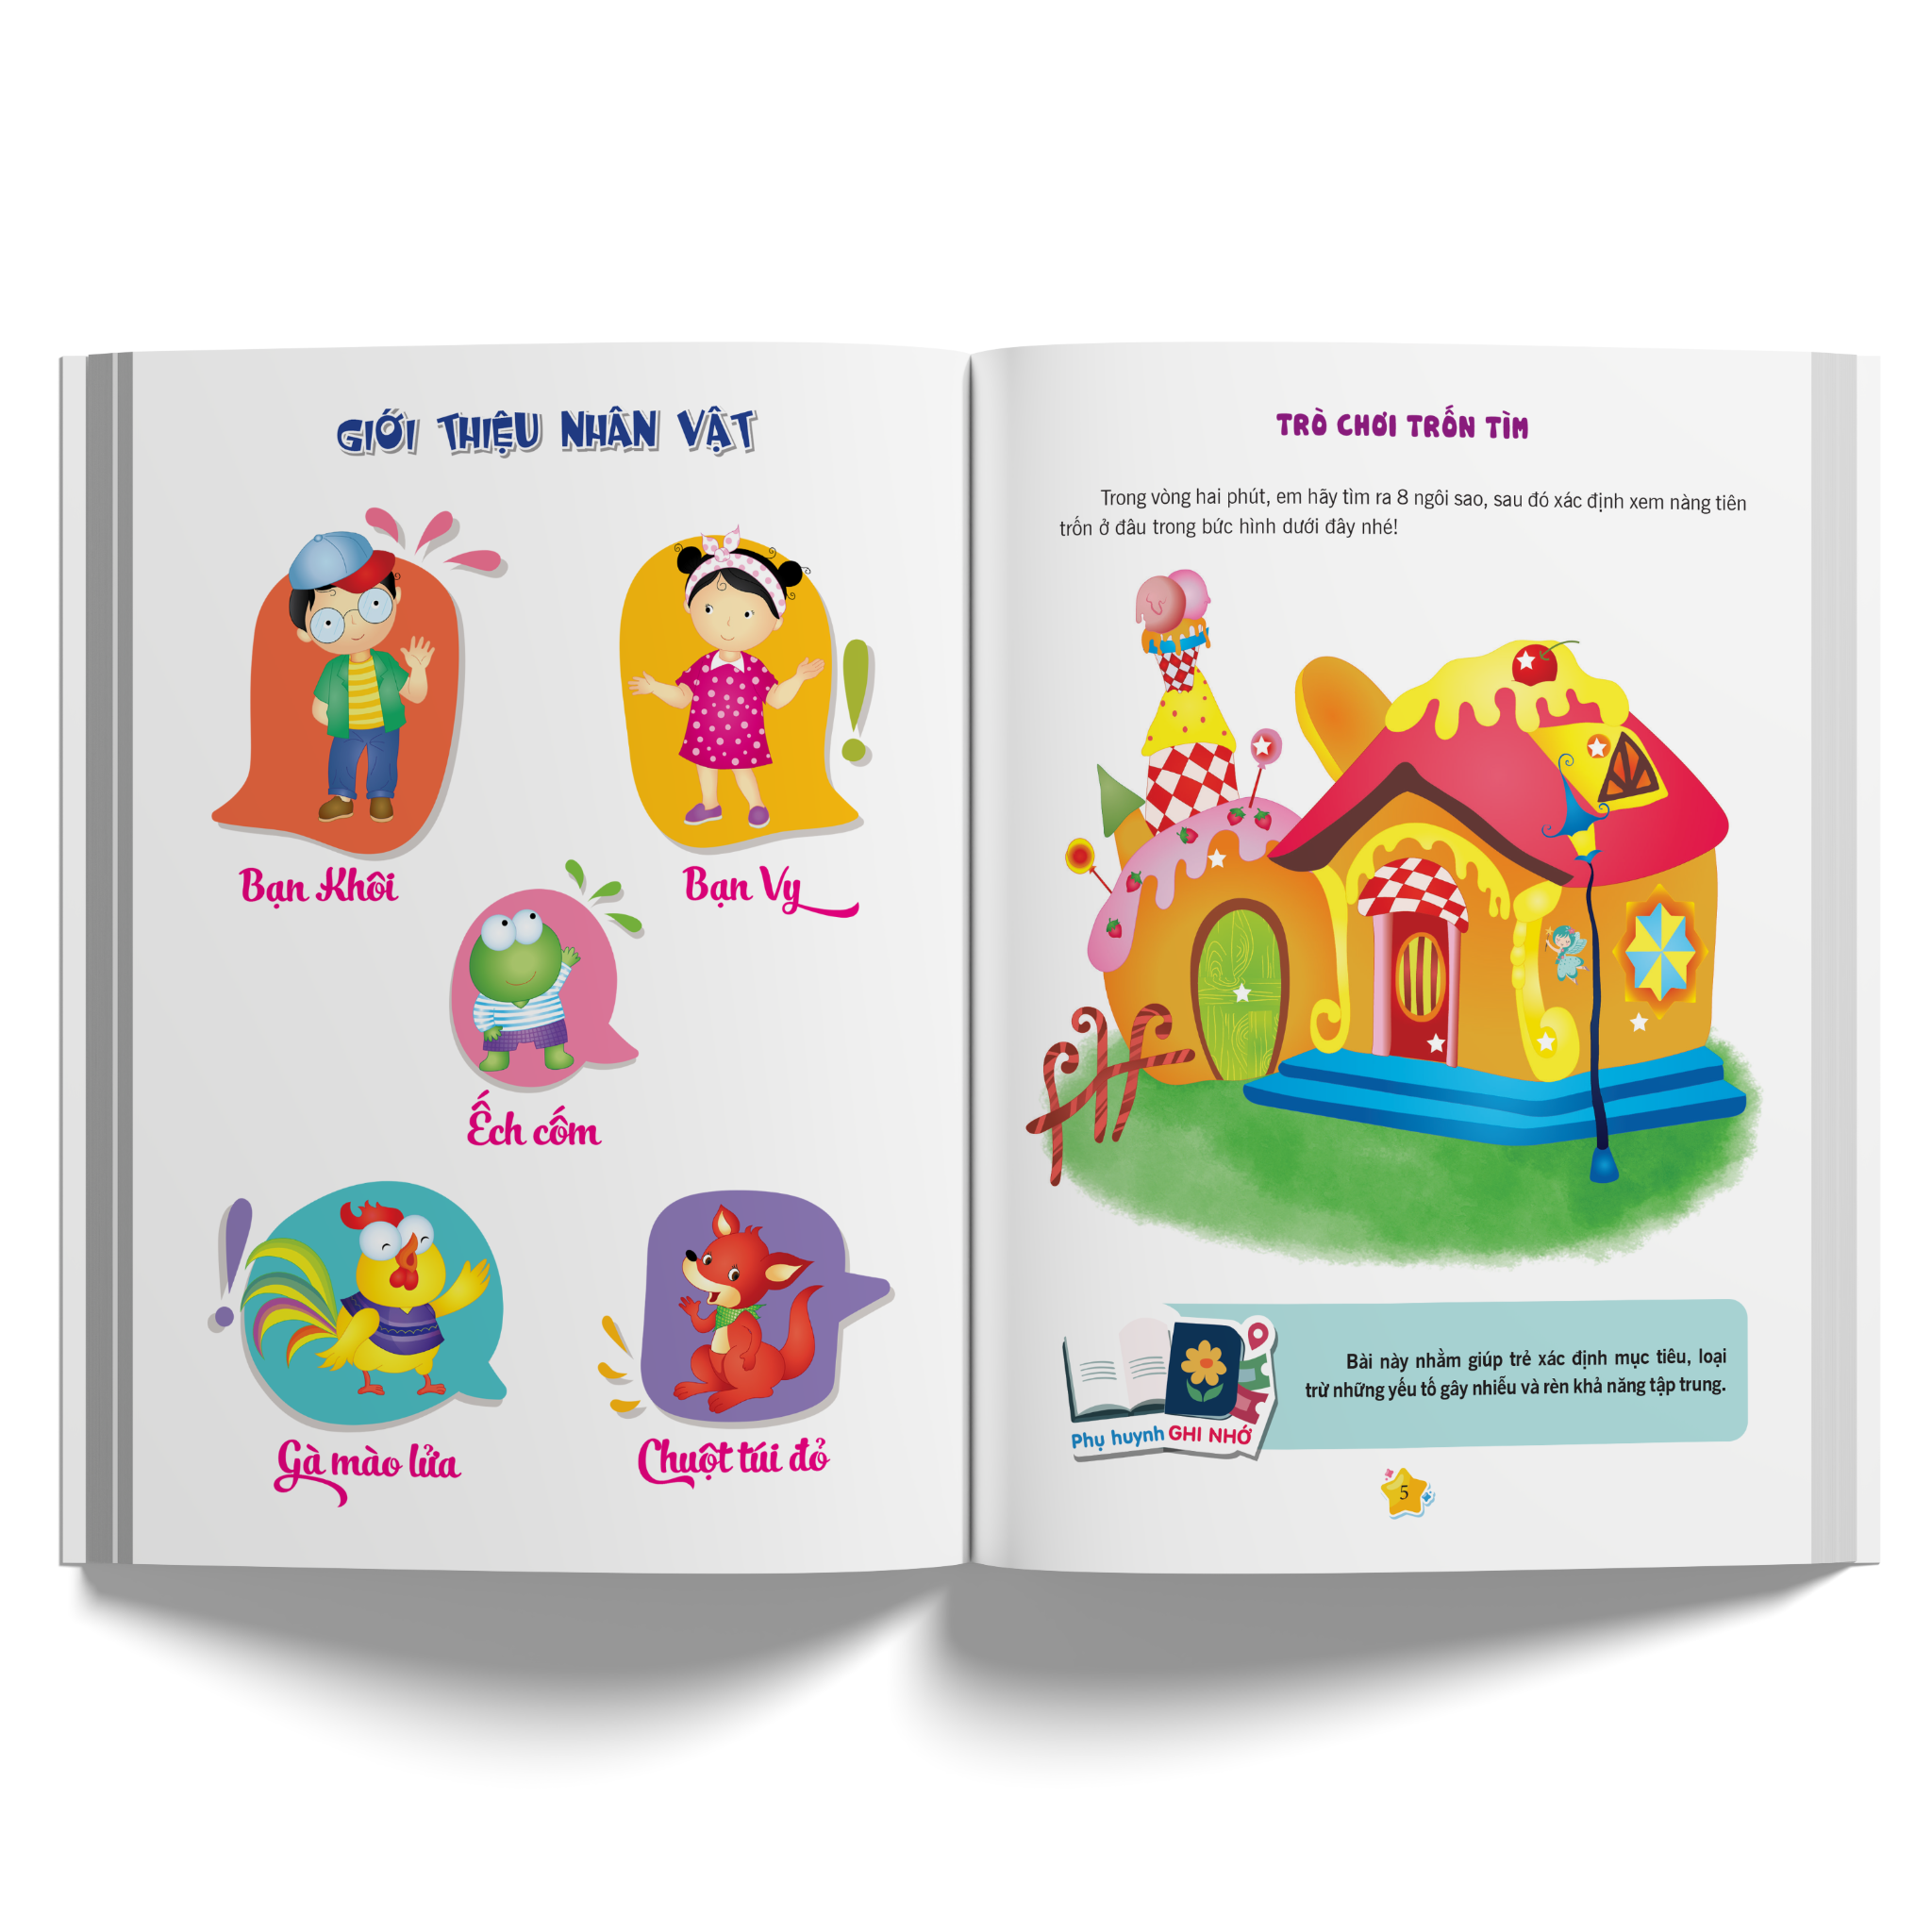 GIỚI THIỆU NHÂN VẬT
Bạn Khôi
Bạn Vy
Ếch cốm
Gà mào lửa
Chuột túi đỏ
TRÒ CHƠI TRỐN TÌM
Trong vòng hai phút, em hãy tìm ra 8 ngôi sao, sau đó xác định xem nàng tiên
trốn ở đâu trong bức hình dưới đây nhé!
Bài này nhằm giúp trẻ xác định mục tiêu, loại
trừ những yếu tố gây nhiễu và rèn khả năng tập trung.
Phụ huynh GHI NHỚ
5